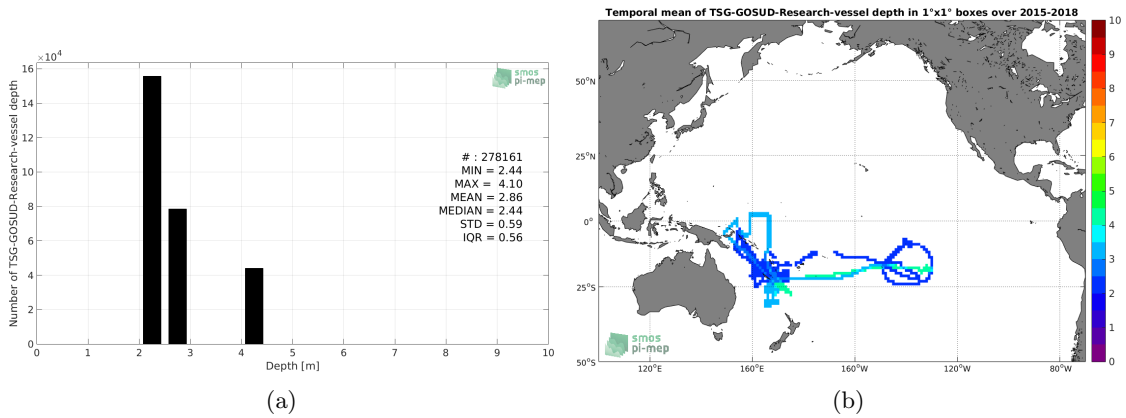 ×10⁴
16
14
12
10
8
6
4
2
0
Number of TSG-GOSUD-Research-vessel depth
smos
pi-mep
# : 278161
MIN = 2.44
MAX = 4.10
MEAN = 2.86
MEDIAN = 2.44
STD = 0.59
IQR = 0.56
0 1 2 3 4 5 6 7 8 9 10
Depth [m]
(a)
Temporal mean of TSG-GOSUD-Research-vessel depth in 1°x1° boxes over 2015-2018
50°N
25°N
0°
25°S
50°S
smos
pi-mep
120°E 160°E 160°W 120°W 80°W
10
9
8
7
6
5
4
3
2
1
0
(b)